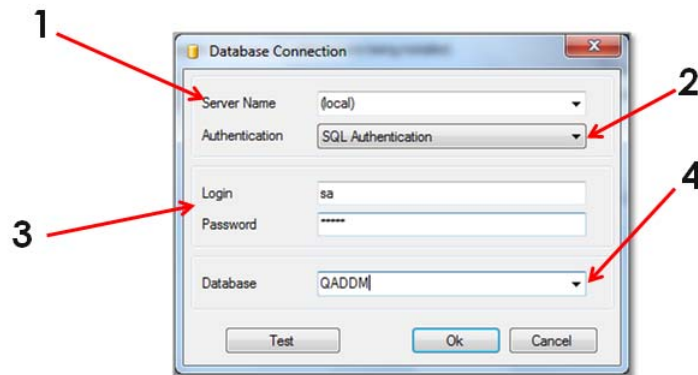 1
Database Connection
Server Name (local)
2
Authentication SQL Authentication
Login sa
4
3
Password *****
Database QADDM
Test Ok Cancel